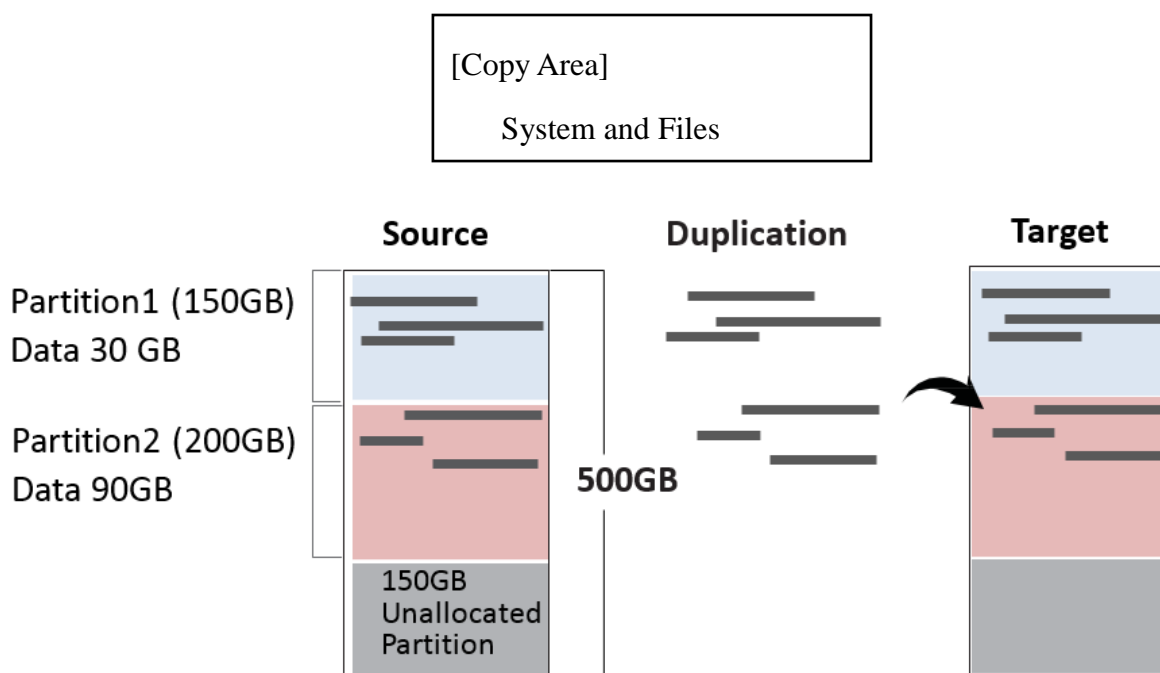 [Copy Area]
System and Files
Source
Duplication
Target
Partition1 (150GB)
Data 30 GB
Partition2 (200GB)
Data 90GB
500GB
150GB
Unallocated
Partition